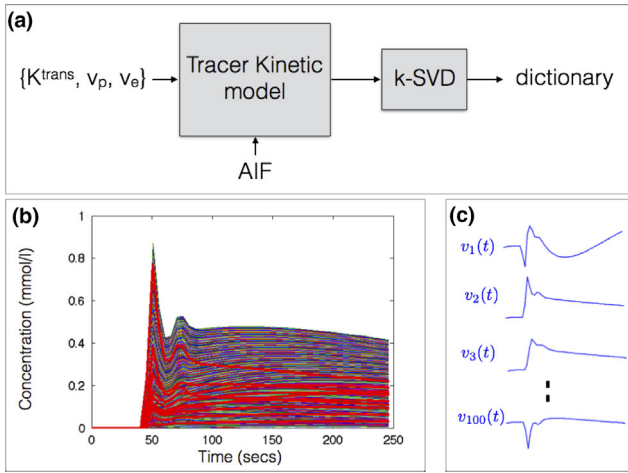 (a)
{Kᵗʳᵃⁿˢ, vₚ, vₑ}
Tracer Kinetic
model
k-SVD
dictionary
AIF
(b)
Concentration (mmol/l)
1
0.8
0.6
0.4
0.2
0
0 50 100 150 200 250
Time (secs)
(c)
v₁(t)
v₂(t)
v₃(t)
v₁₀₀(t)